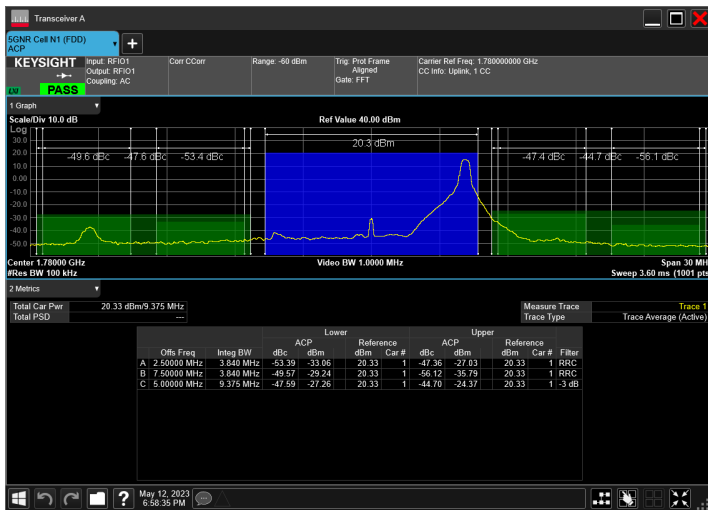 Transceiver A
5GNR Cell N1 (FDD)
ACP
KEYSIGHT
PASS
Input: RFIO1
Output: RFIO1
Coupling: AC
Corr CCorr
Range: -60 dBm
Trig: Prot Frame
Aligned
Gate: FFT
Carrier Ref Freq: 1.780000000 GHz
CC Info: Uplink, 1 CC
1 Graph
Scale/Div 10.0 dB
Ref Value 40.00 dBm
Log
30.0
20.0
10.0
0.00
-10.0
-20.0
-30.0
-40.0
-50.0
-49.6 dBc
-47.6 dBc
-53.4 dBc
20.3 dBm
-47.4 dBc
-44.7 dBc
-56.1 dBc
Center 1.78000 GHz
#Res BW 100 kHz
Video BW 1.0000 MHz
Span 30 MH
Sweep 3.60 ms (1001 pts
2 Metrics
Total Car Pwr 20.33 dBm/9.375 MHz
Total PSD ---
Measure Trace Trace 1
Trace Type Trace Average (Active)
Lower Upper
ACP Reference ACP Reference
Offs Freq Integ BW dBc dBm dBm Car # dBc dBm dBm Car # Filter
A 2.50000 MHz 3.840 MHz -53.39 -33.06 20.33 1 -47.36 -27.03 20.33 1 RRC
B 7.50000 MHz 3.840 MHz -49.57 -29.24 20.33 1 -56.12 -35.79 20.33 1 RRC
C 5.00000 MHz 9.375 MHz -47.59 -27.26 20.33 1 -44.70 -24.37 20.33 1 -3 dB
May 12, 2023
6:58:35 PM